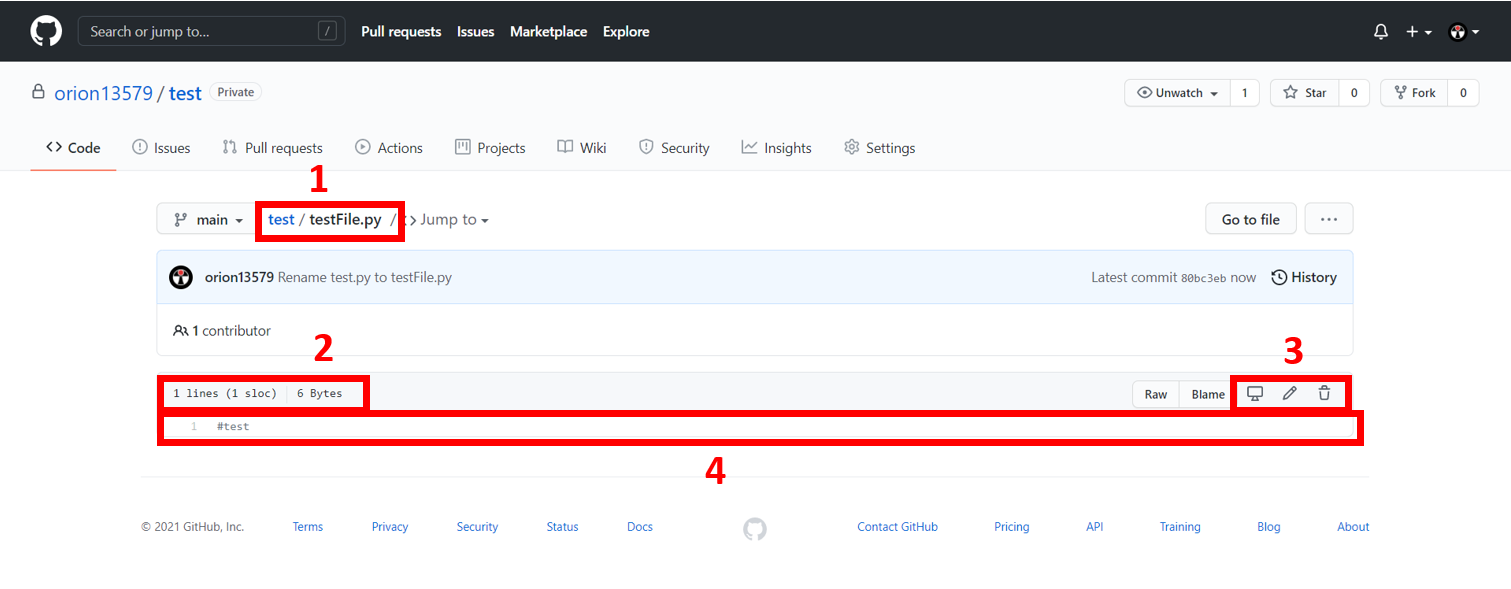 Search or jump to... / Pull requests Issues Marketplace Explore
orion13579 / test Private Unwatch 1 Star 0 Fork 0
Code Issues Pull requests Actions Projects Wiki Security Insights Settings
1
main test / testFile.py / Jump to Go to file ...
orion13579 Rename test.py to testFile.py Latest commit 80bc3eb now History
1 contributor
2 3
1 lines (1 sloc) 6 Bytes Raw Blame
1 #test
4
© 2021 GitHub, Inc. Terms Privacy Security Status Docs Contact GitHub Pricing API Training Blog About